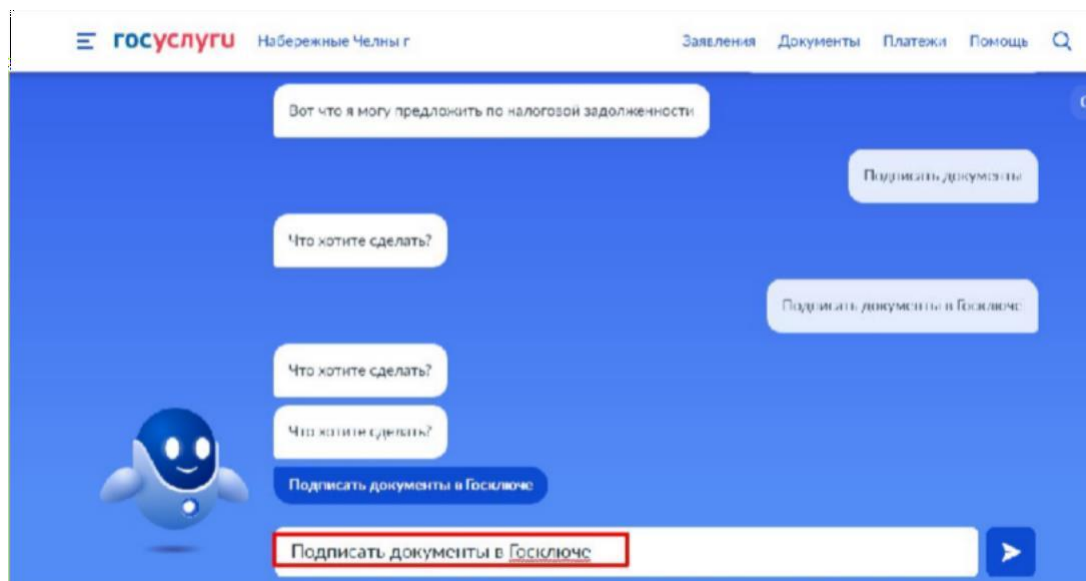 госуслуги Набережные Челны г Заявления Документы Платежи Помощь
Вот что я могу предложить по налоговой задолженности
Подписать документы
Что хотите сделать?
Подписать документы в Госключе
Что хотите сделать?
Что хотите сделать?
Подписать документы в Госключе
Подписать документы в Госключе